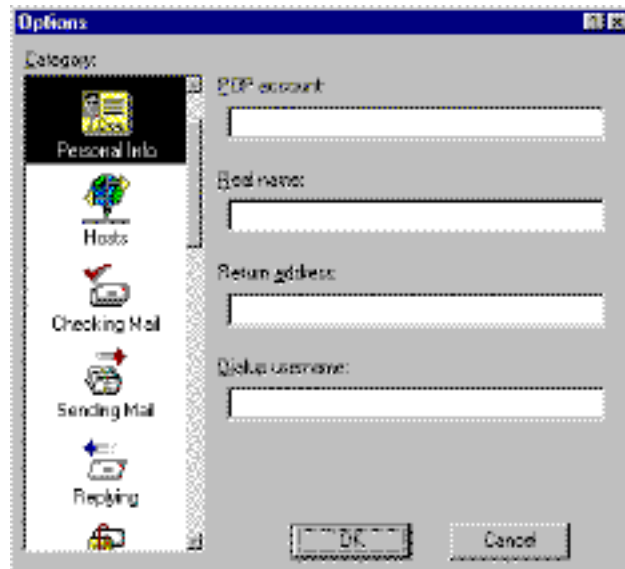 Options
Category:
Personal Info
Hosts
Checking Mail
Sending Mail
Replying
POP account:
Real name:
Return address:
Dialup username:
OK
Cancel